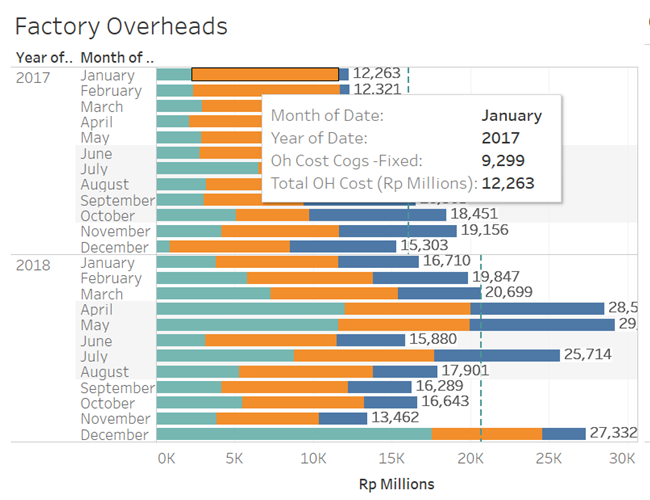 Factory Overheads
Year of.. Month of ..
2017 January 12,263
February 12,321
March
April
May
June
July
August
September
October 18,451
November 19,156
December 15,303
Month of Date: January
Year of Date: 2017
Oh Cost Cogs -Fixed: 9,299
Total OH Cost (Rp Millions): 12,263
2018 January 16,710
February 19,847
March 20,699
April 28,5
May 29,
June 15,880
July 25,714
August 17,901
September 16,289
October 16,643
November 13,462
December 27,332
0K 5K 10K 15K 20K 25K 30K
Rp Millions